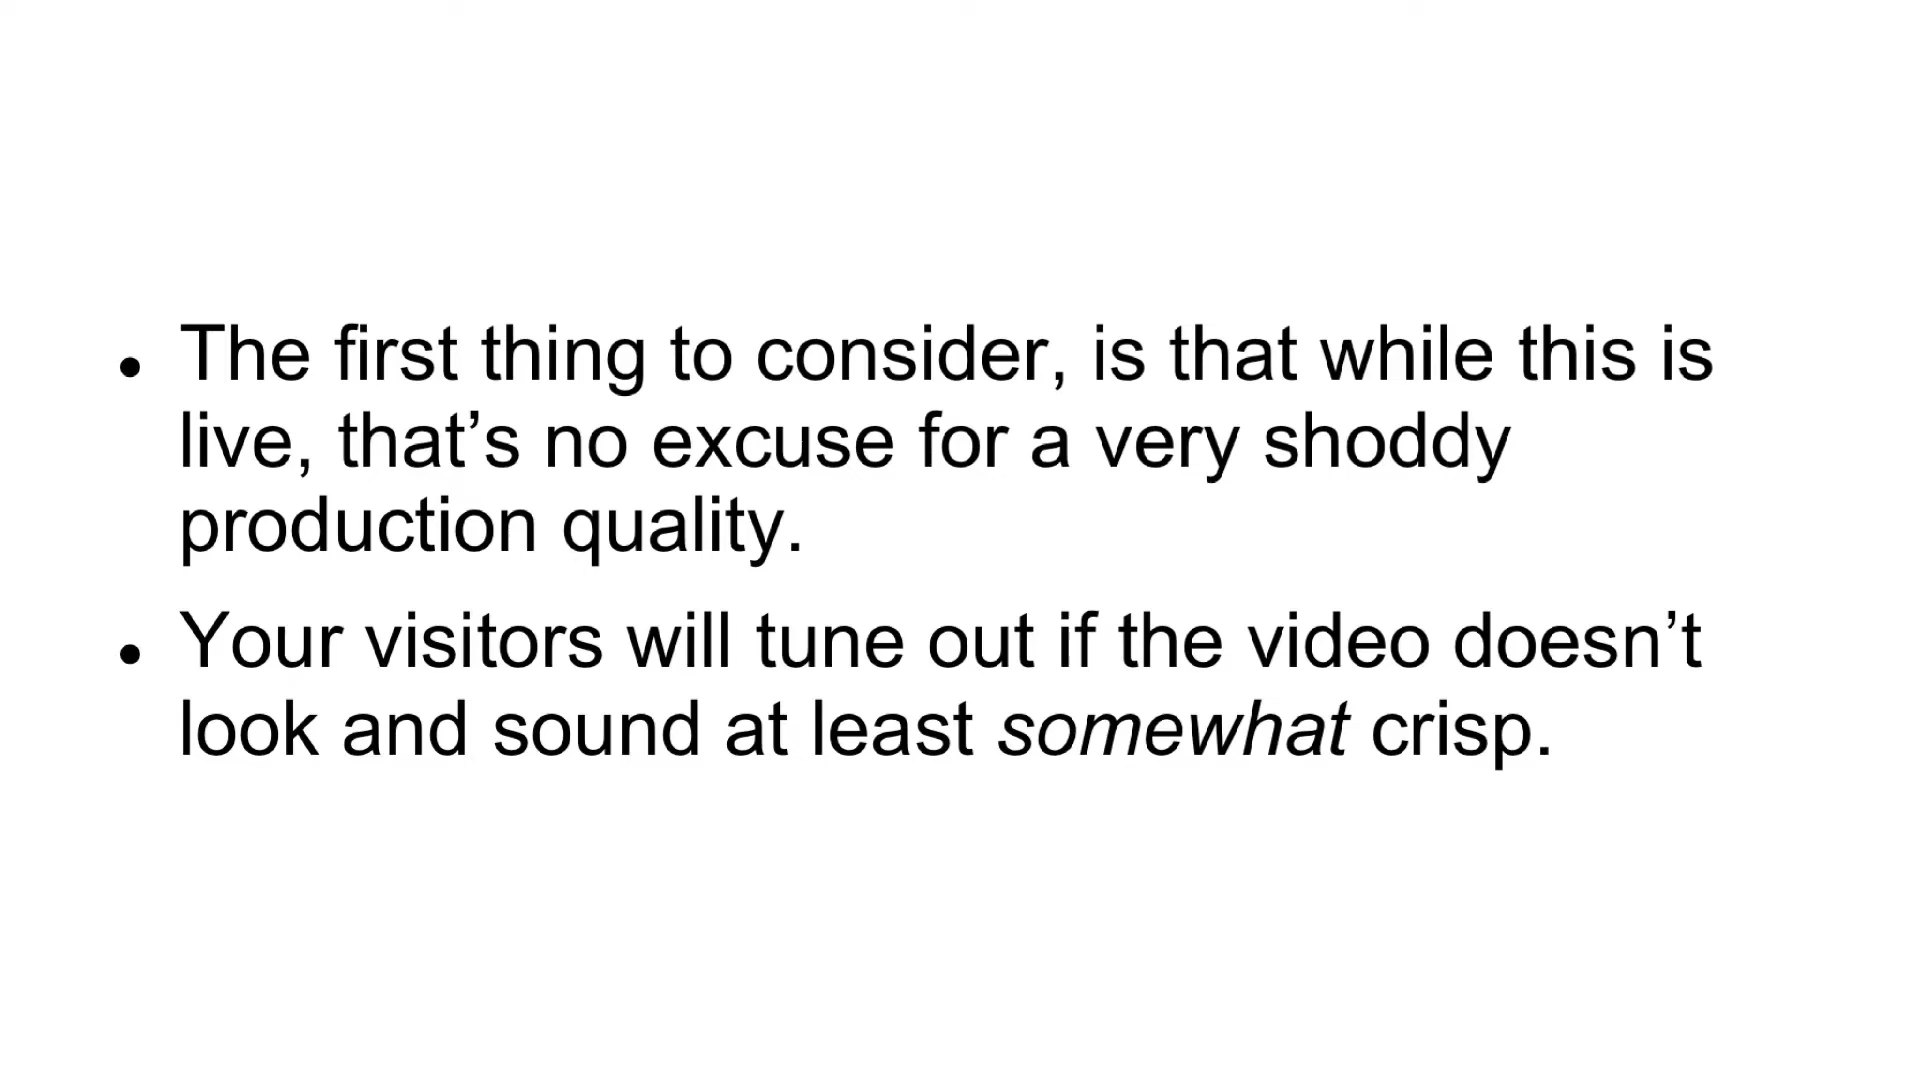 • The first thing to consider, is that while this is
live, that’s no excuse for a very shoddy
production quality.
• Your visitors will tune out if the video doesn’t
look and sound at least somewhat crisp.